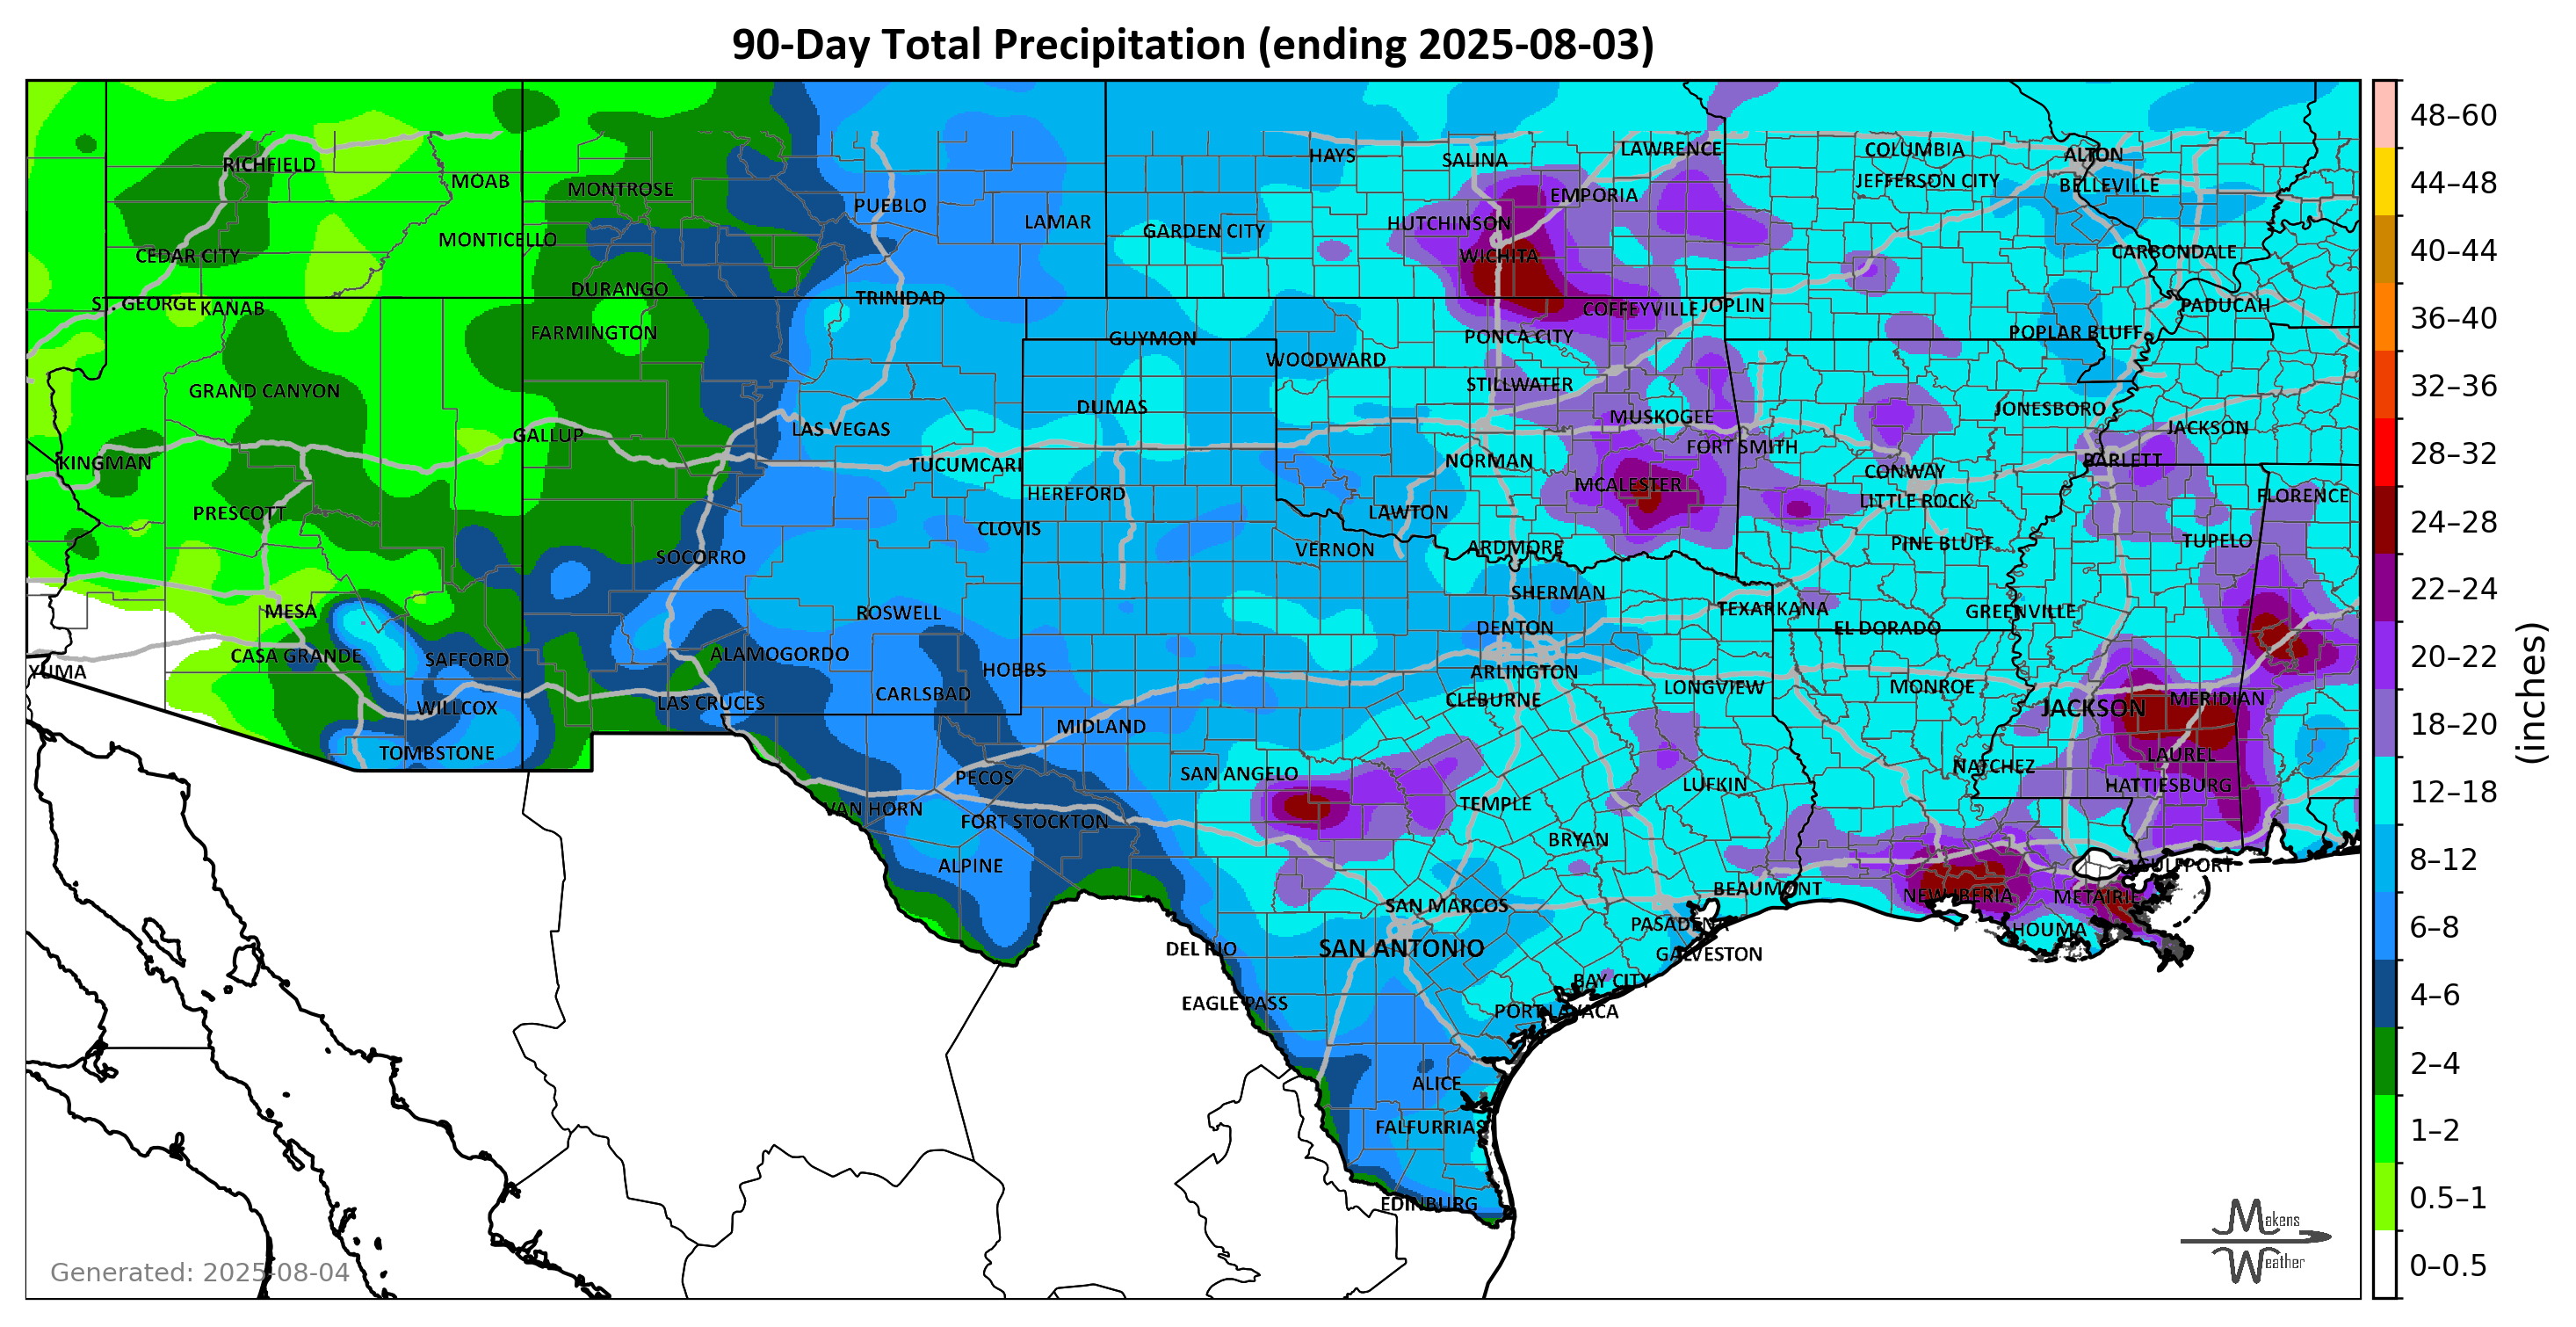 90-Day Total Precipitation (ending 2025-08-03)
RICHFIELD
MOAB
MONTROSE
PUEBLO
LAMAR
HAYS
SALINA
LAWRENCE
COLUMBIA
ALTON
JEFFERSON CITY
BELLEVILLE
EMPORIA
HUTCHINSON
GARDEN CITY
MONTICELLO
CEDAR CITY
WICHITA
CARBONDALE
DURANGO
TRINIDAD
ST. GEORGE
KANAB
COFFEYVILLE
JOPLIN
PADUCAH
FARMINGTON
GUYMON
PONCA CITY
POPLAR BLUFF
WOODWARD
STILLWATER
GRAND CANYON
DUMAS
MUSKOGEE
JONESBORO
GALLUP
LAS VEGAS
JACKSON
FORT SMITH
KINGMAN
TUCUMCARI
NORMAN
BARLETT
CONWAY
MCALESTER
HEREFORD
LITTLE ROCK
FLORENCE
PRESCOTT
LAWTON
CLOVIS
SOCORRO
VERNON
ARDMORE
PINE BLUFF
TUPELO
MESA
ROSWELL
SHERMAN
TEXARKANA
GREENVILLE
DENTON
EL DORADO
CASA GRANDE
SAFFORD
ALAMOGORDO
HOBBS
ARLINGTON
YUMA
CARLSBAD
CLEBURNE
LONGVIEW
MONROE
MERIDIAN
WILLCOX
LAS CRUCES
JACKSON
MIDLAND
TOMBSTONE
LAUREL
SAN ANGELO
PECOS
NATCHEZ
LUFKIN
HATTIESBURG
VAN HORN
TEMPLE
FORT STOCKTON
BRYAN
ALPINE
GULFPORT
BEAUMONT
NEW IBERIA
METAIRIE
SAN MARCOS
PASADENA
HOUMA
DEL RIO
SAN ANTONIO
GALVESTON
BAY CITY
EAGLE PASS
PORT LAVACA
ALICE
FALFURRIAS
EDINBURG
Generated: 2025-08-04
Makens
Weather
48–60
44–48
40–44
36–40
32–36
28–32
24–28
22–24
20–22
18–20
12–18
8–12
6–8
4–6
2–4
1–2
0.5–1
0–0.5
(inches)